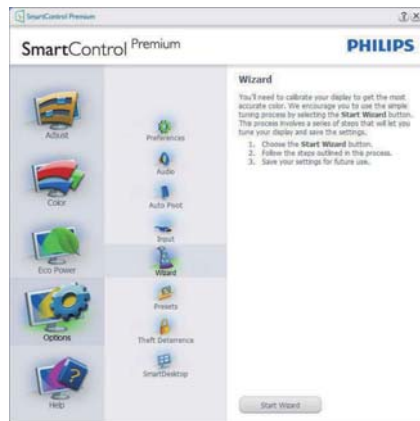 SmartControl Premium
SmartControl Premium
PHILIPS
Adjust
Color
Eco Power
Options
Help
Preferences
Audio
Auto Pivot
Input
Wizard
Presets
Theft Deterrence
SmartDesktop
Wizard
You'll need to calibrate your display to get the most
accurate color. We encourage you to use the simple
tuning process by selecting the Start Wizard button.
This process involves a series of steps that will let you
tune your display and save the settings.
1. Choose the Start Wizard button.
2. Follow the steps outlined in this process.
3. Save your settings for future use.
Start Wizard